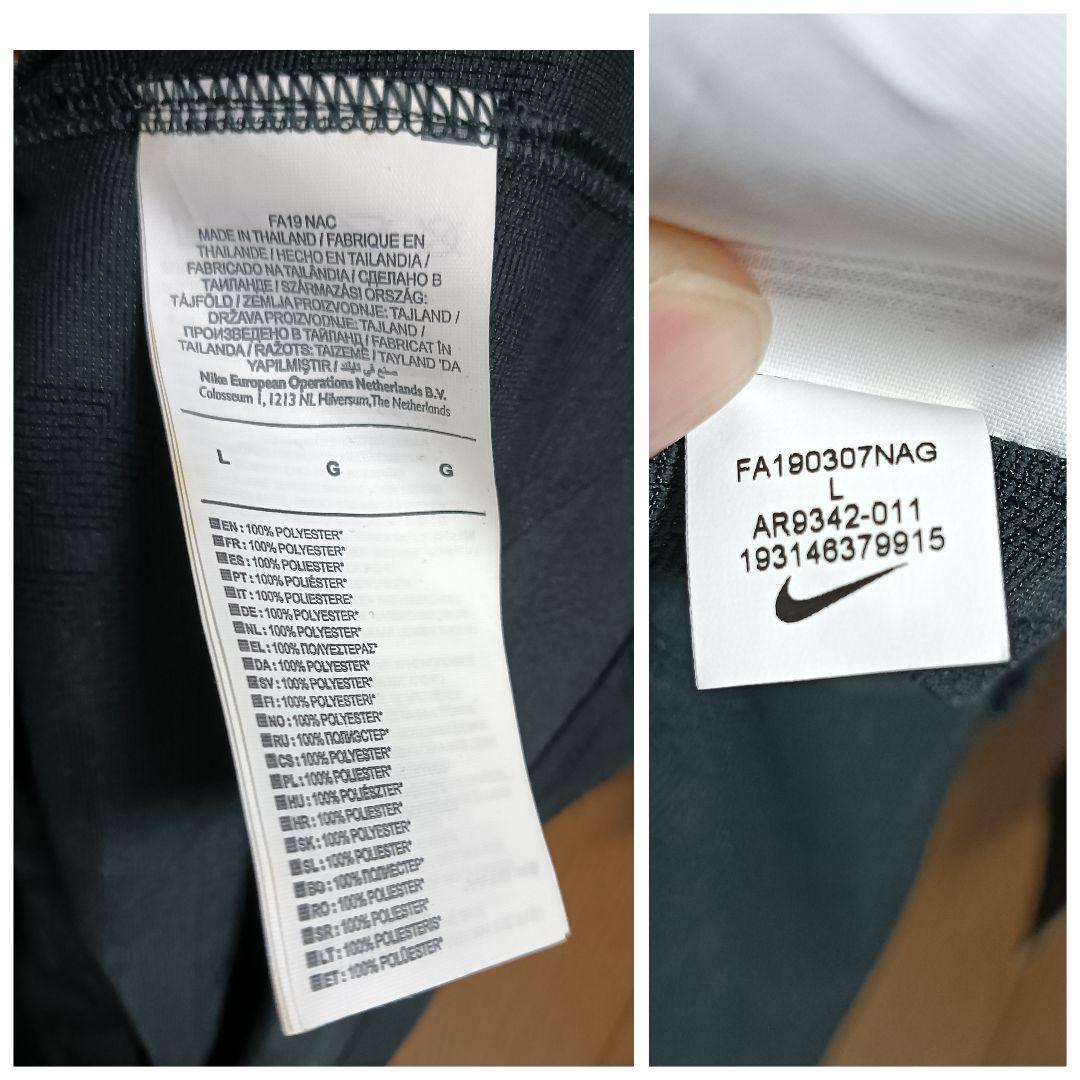 FA19 NAC
MADE IN THAILAND / FABRIQUE EN
THAILANDE / HECHO EN TAILANDIA /
FABRICADO NA TAILÂNDIA / СДЕЛАНО В
ТАИЛАНДЕ / SZÁRMAZÁSI ORSZÁG:
TÁJFÖLD / ZEMLJA PROIZVODNJE: TAJLAND /
DRŽAVA PROIZVODNJE: TAJLAND /
ПРОИЗВЕДЕНО В ТАЙЛАНД / FABRICAT ÎN
TAILANDA / RAŽOTS: TAIZEMĒ / TAYLAND 'DA
YAPILMIŞTIR / صنع في تايلاند
Nike European Operations Netherlands B.V.
Colosseum 1, 1213 NL Hilversum, The Netherlands
L G G
EN : 100% POLYESTER*
FR : 100% POLYESTER*
ES : 100% POLIÉSTER*
PT : 100% POLIÉSTER*
IT : 100% POLIESTERE*
DE : 100% POLYESTER*
NL : 100% POLYESTER*
EL : 100% ΠΟΛΥΕΣΤΕΡΑΣ*
DA : 100% POLYESTER*
SV : 100% POLYESTER*
FI : 100% POLYESTERI*
NO : 100% POLYESTER*
RU : 100% ПОЛИЭСТЕР*
CS : 100% POLYESTER*
PL : 100% POLIESTER*
HU : 100% POLIÉSZTER*
HR : 100% POLIESTER*
SK : 100% POLYESTER*
SL : 100% POLIESTER*
BG : 100% ПОЛИЕСТЕР*
RO : 100% POLIESTER*
SR : 100% POLIESTER*
LT : 100% POLIESTERIS*
ET : 100% POLÜESTER*
FA190307NAG
L
AR9342-011
193146379915